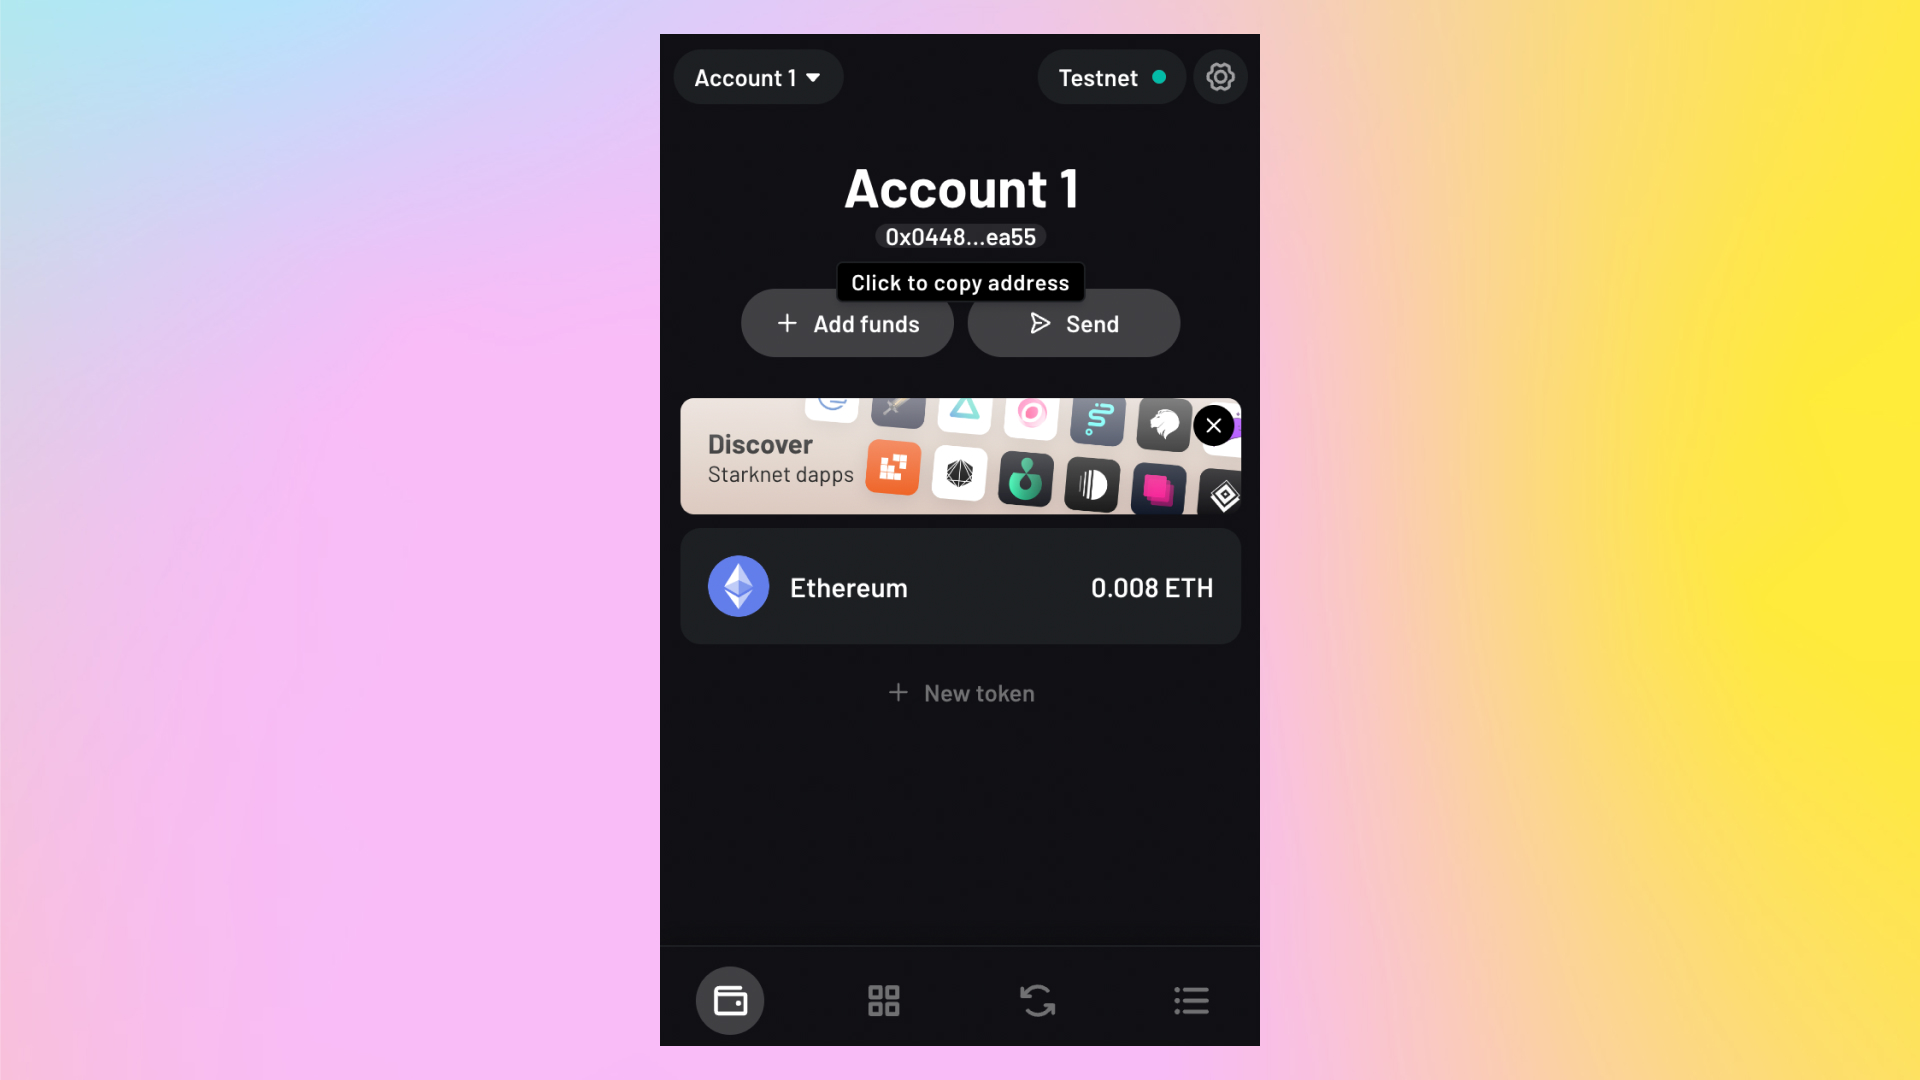 Account 1
Testnet
Account 1
0x0448...ea55
Click to copy address
Add funds
Send
Discover
Starknet dapps
Ethereum
0.008 ETH
New token